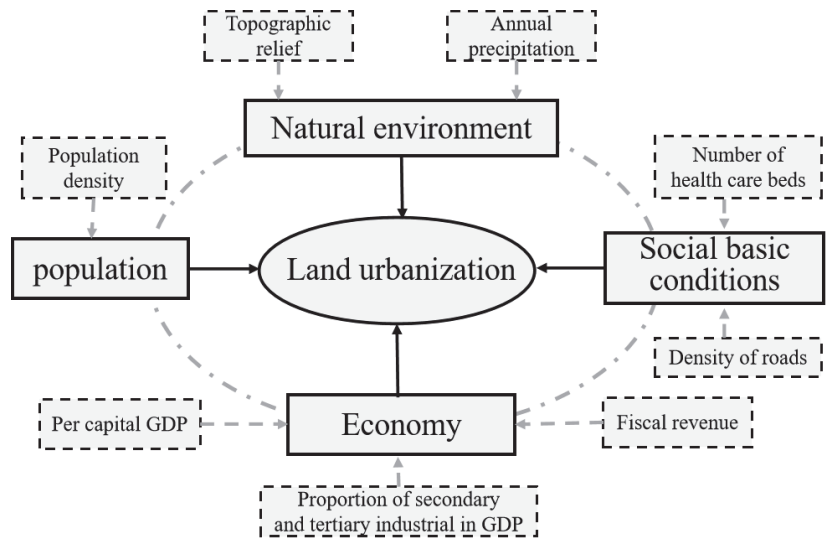 Topographic
relief
Annual
precipitation
Natural environment
Population
density
Number of
health care beds
population
Land urbanization
Social basic
conditions
Density of roads
Per capital GDP
Economy
Fiscal revenue
Proportion of secondary
and tertiary industrial in GDP